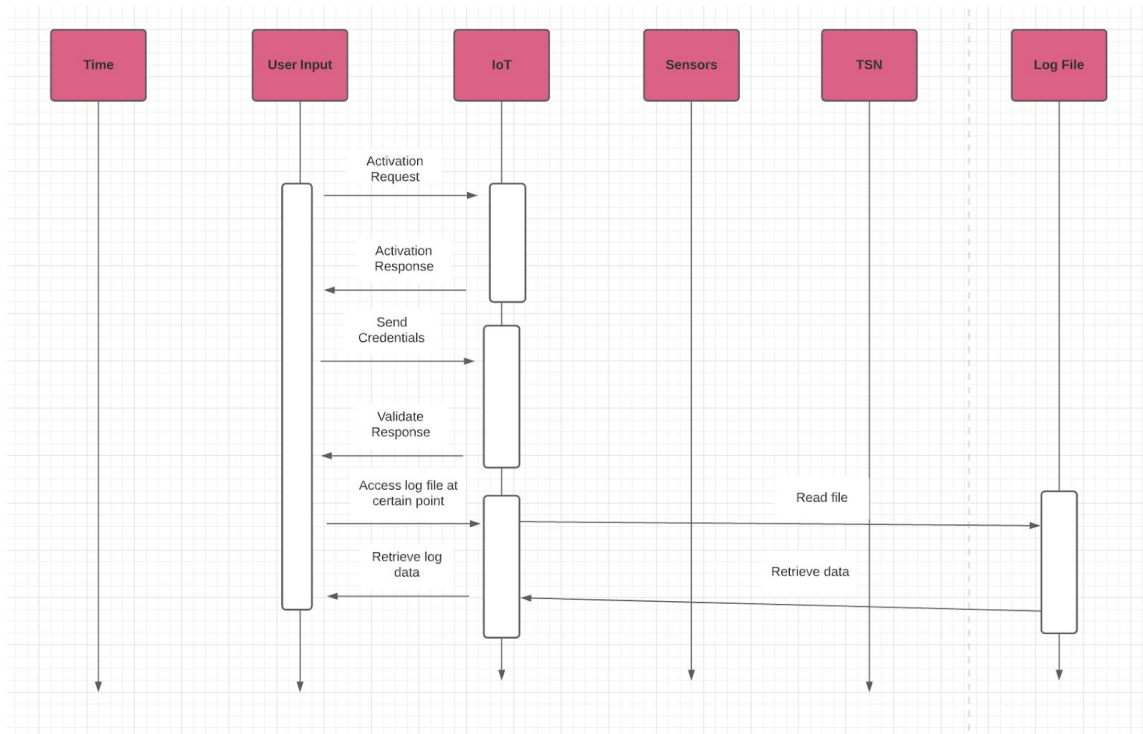 Time
User Input
IoT
Sensors
TSN
Log File
Activation
Request
Activation
Response
Send
Credentials
Validate
Response
Access log file at
certain point
Read file
Retrieve log
data
Retrieve data